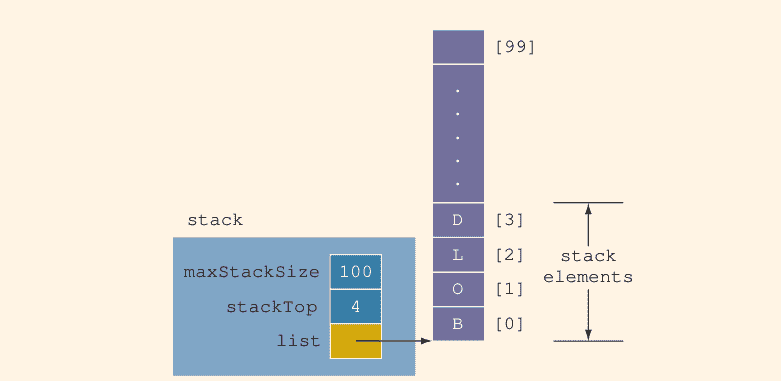 [99]
.
.
.
.
.
D [3]
L [2]
O [1]
B [0]
stack
elements
stack
maxStackSize 100
stackTop 4
list